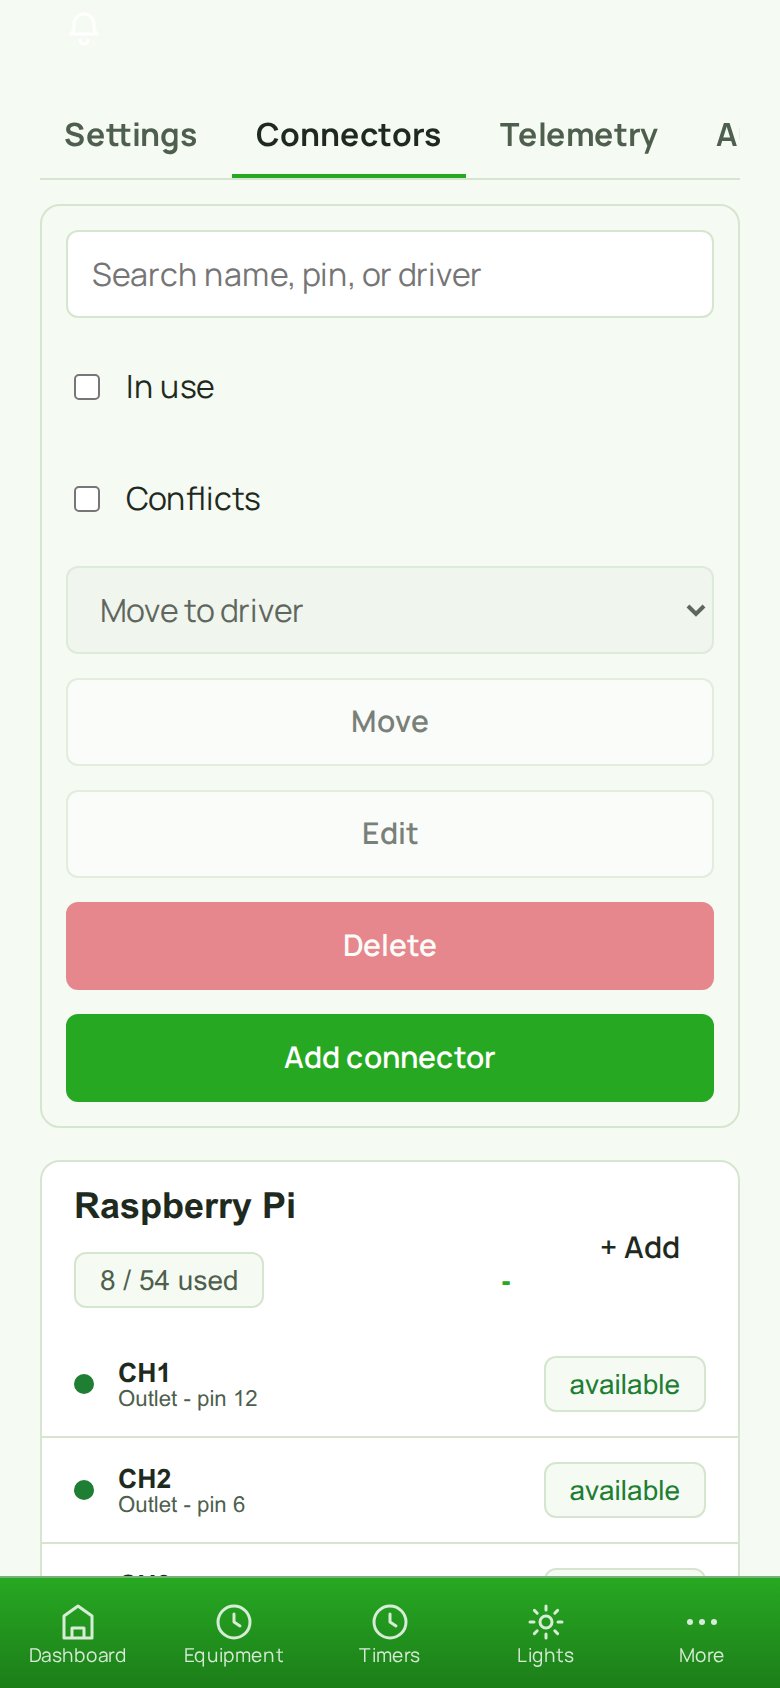 Settings
Connectors
Telemetry
A
Search name, pin, or driver
In use
Conflicts
Move to driver
Move
Edit
Delete
Add connector
Raspberry Pi
+ Add
8 / 54 used
-
CH1
Outlet - pin 12
available
CH2
Outlet - pin 6
available
Dashboard
Equipment
Timers
Lights
More